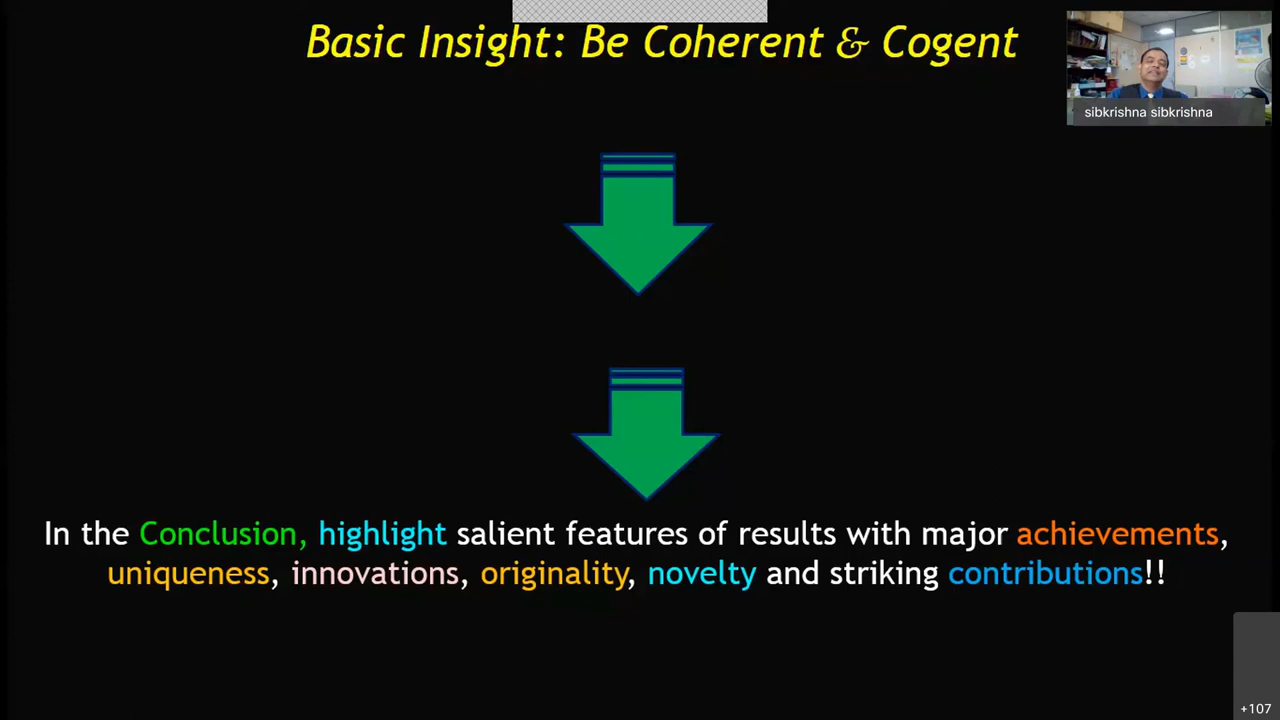 Basic Insight: Be Coherent & Cogent
sibkrishna sibkrishna
In the Conclusion, highlight salient features of results with major achievements,
uniqueness, innovations, originality, novelty and striking contributions!!
+107